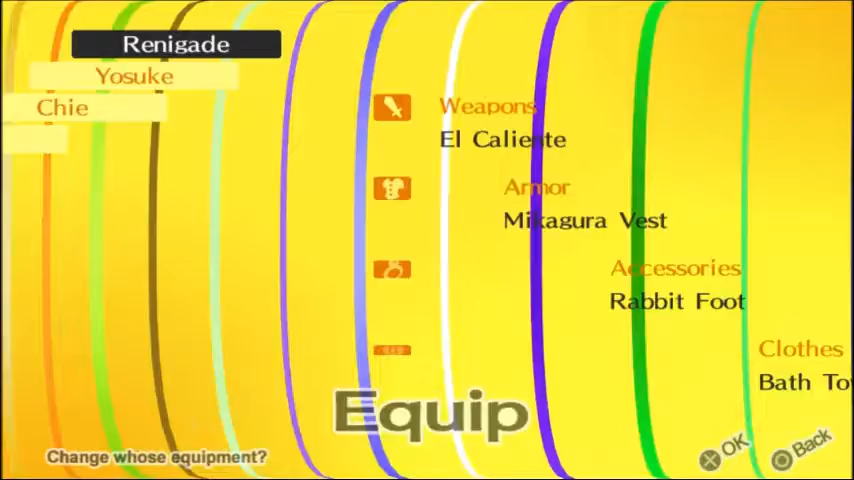 Renigade
Yosuke
Chie
Weapons
El Caliente
Armor
Mikagura Vest
Accessories
Rabbit Foot
Clothes
Bath
Equip
Change whose equipment?
OK
Back